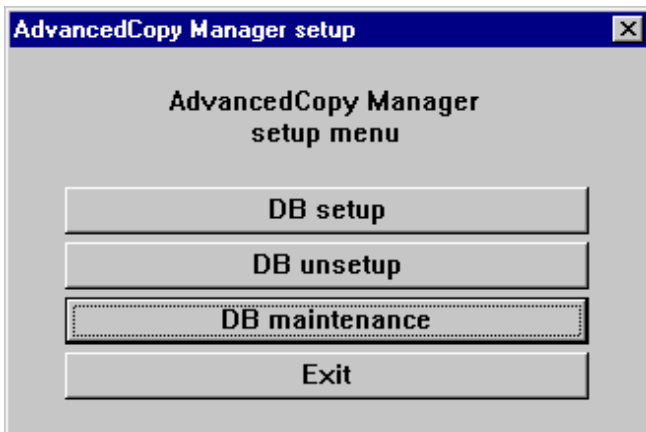 AdvancedCopy Manager setup
AdvancedCopy Manager
setup menu
DB setup
DB unsetup
DB maintenance
Exit